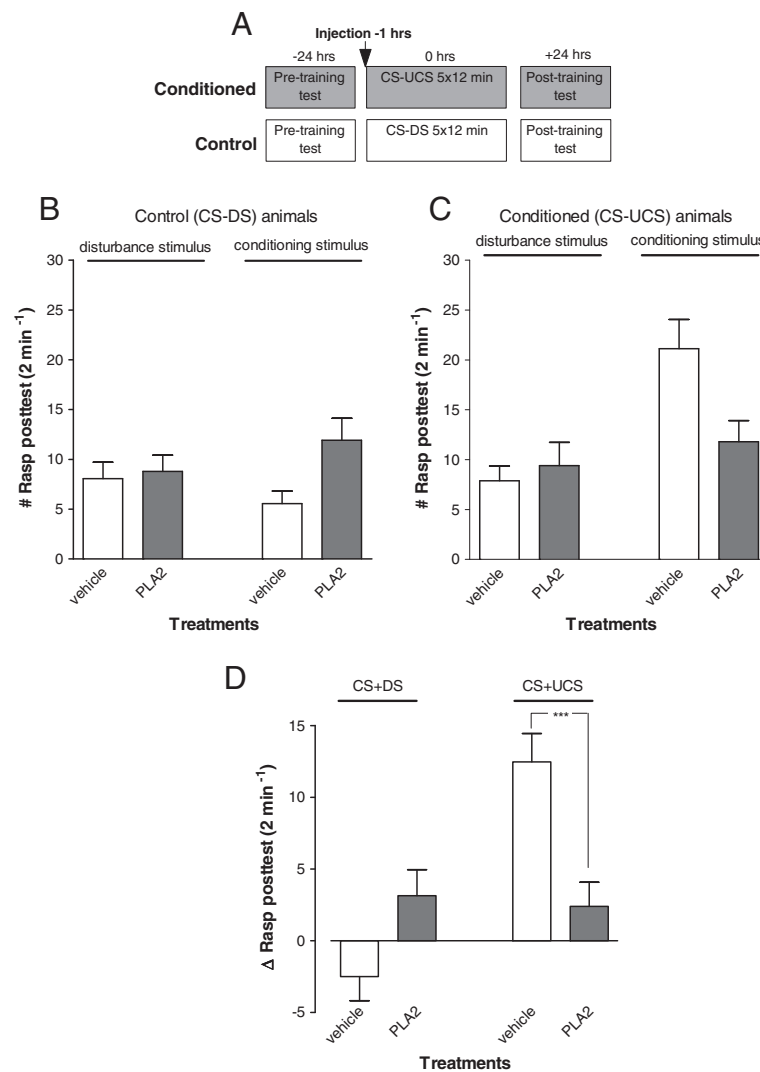 A
Injection -1 hrs
-24 hrs
0 hrs
+24 hrs
Conditioned
Pre-training
test
CS-UCS 5x12 min
Post-training
test
Control
Pre-training
test
CS-DS 5x12 min
Post-training
test
B
Control (CS-DS) animals
disturbance stimulus
conditioning stimulus
# Rasp posttest (2 min -1)
30
25
20
15
10
5
0
vehicle
PLA2
vehicle
PLA2
Treatments
C
Conditioned (CS-UCS) animals
disturbance stimulus
conditioning stimulus
# Rasp posttest (2 min -1)
30
25
20
15
10
5
0
vehicle
PLA2
vehicle
PLA2
Treatments
D
CS+DS
CS+UCS
***
Δ Rasp posttest (2 min -1)
15
10
5
0
-5
vehicle
PLA2
vehicle
PLA2
Treatments